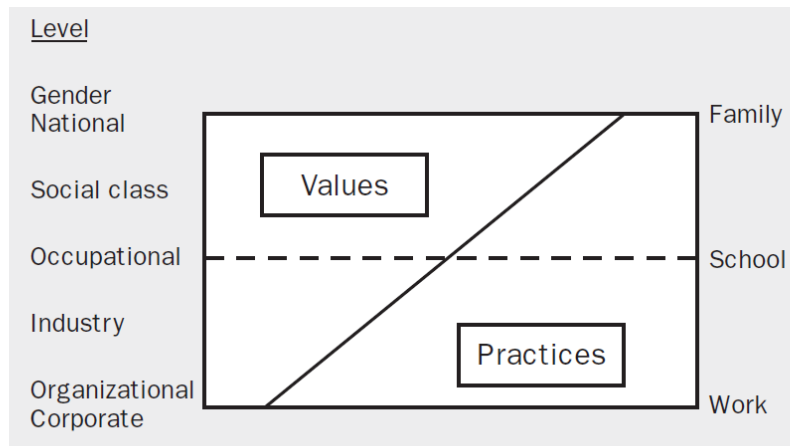 Level
Gender
National
Family
Values
Social class
Occupational
School
Industry
Practices
Organizational
Corporate
Work